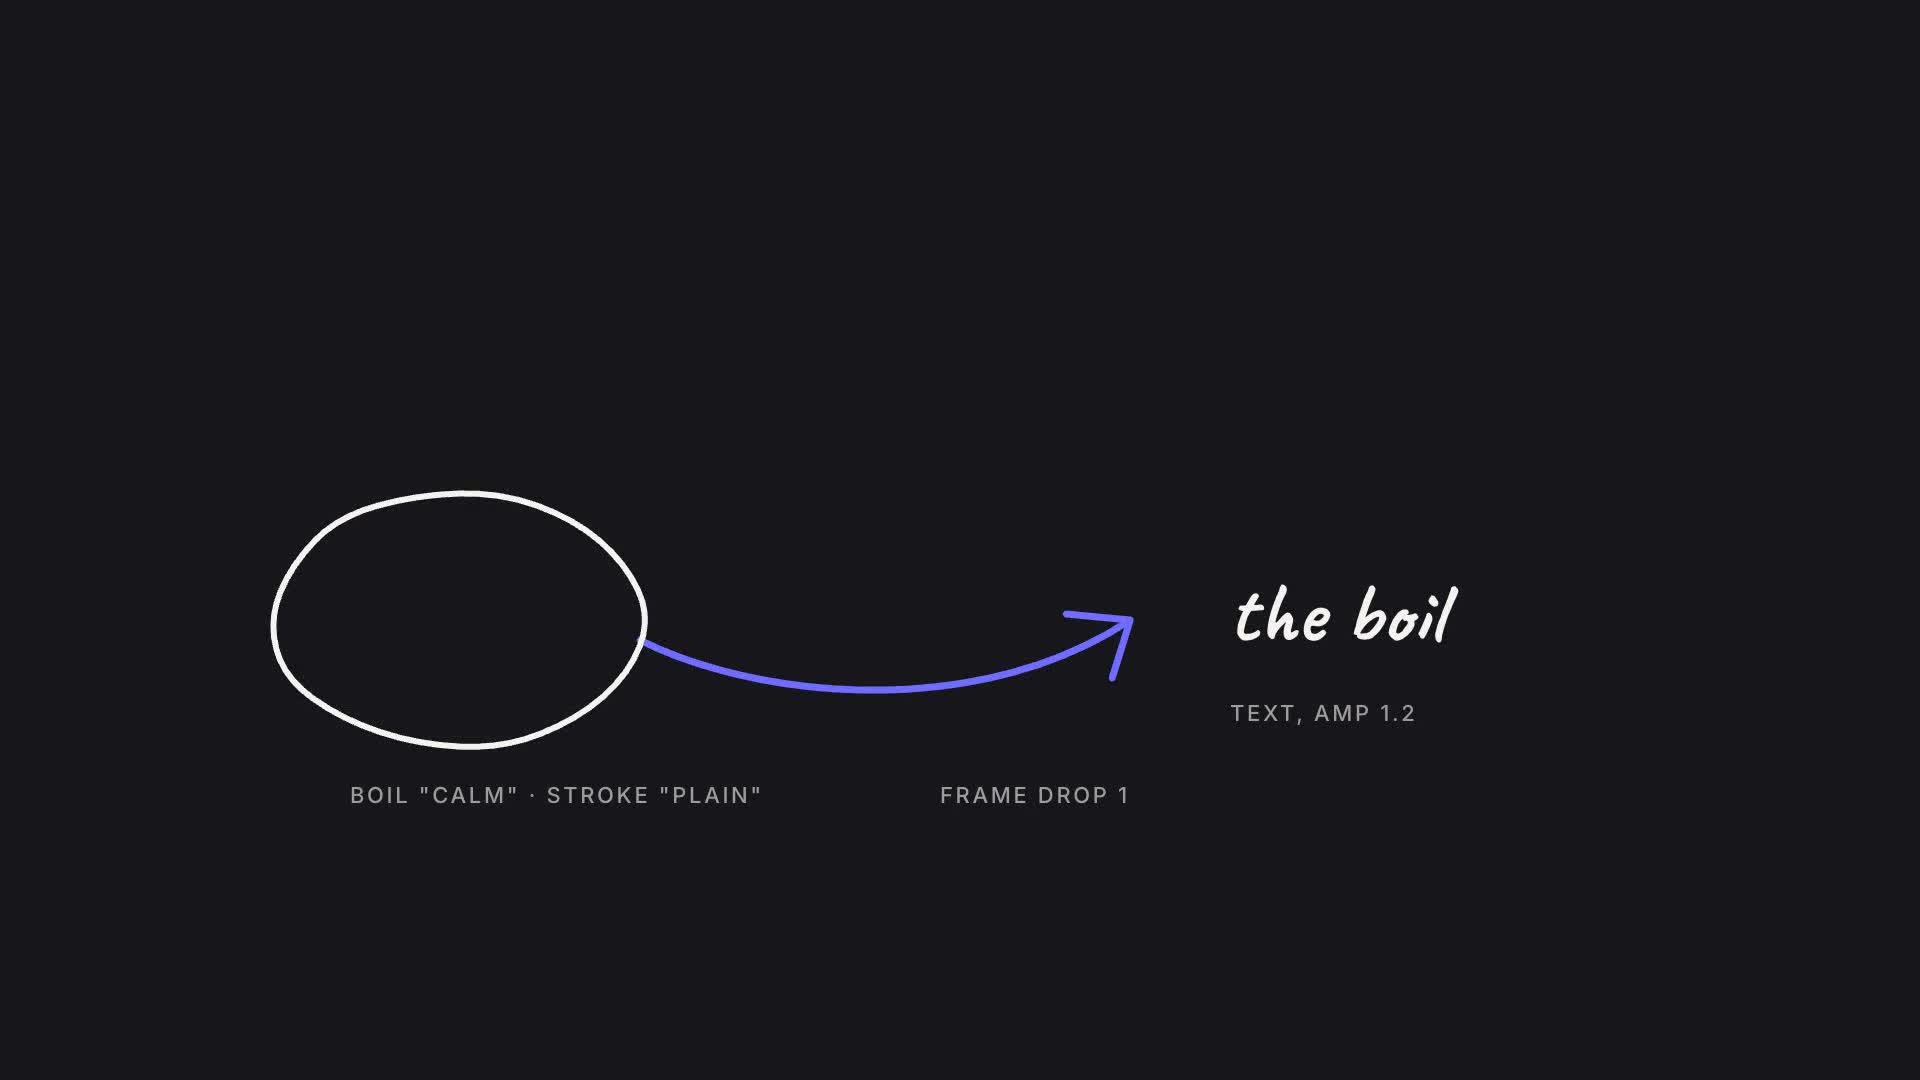 the boil
TEXT, AMP 1.2
BOIL "CALM" · STROKE "PLAIN"
FRAME DROP 1